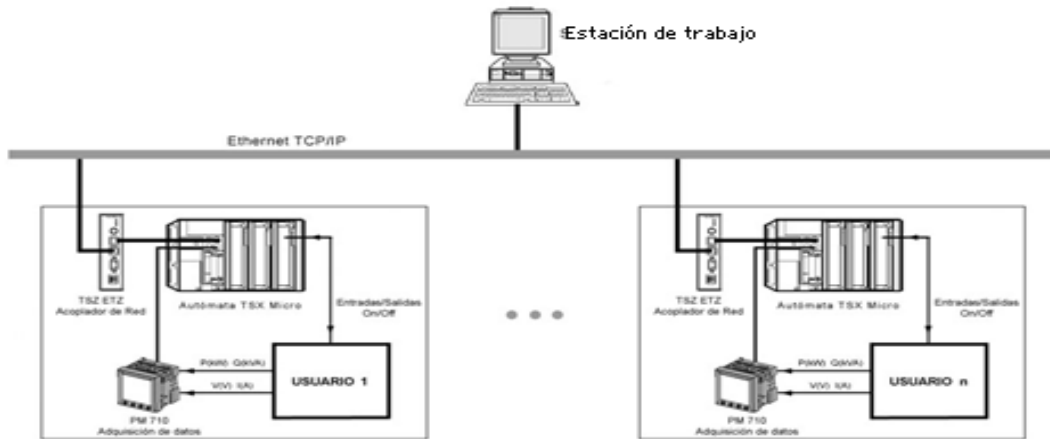 Estación de trabajo
Ethernet TCP/IP
TSZ ETZ
Acoplador de Red
Autómata TSX Micro
Entradas/Salidas
On/Off
P(kW) Q(kVA)
V(V) I(A)
USUARIO 1
PM 710
Adquisición de datos
TSZ ETZ
Acoplador de Red
Autómata TSX Micro
Entradas/Salidas
On/Off
P(kW) Q(kVA)
V(V) I(A)
USUARIO n
PM 710
Adquisición de datos